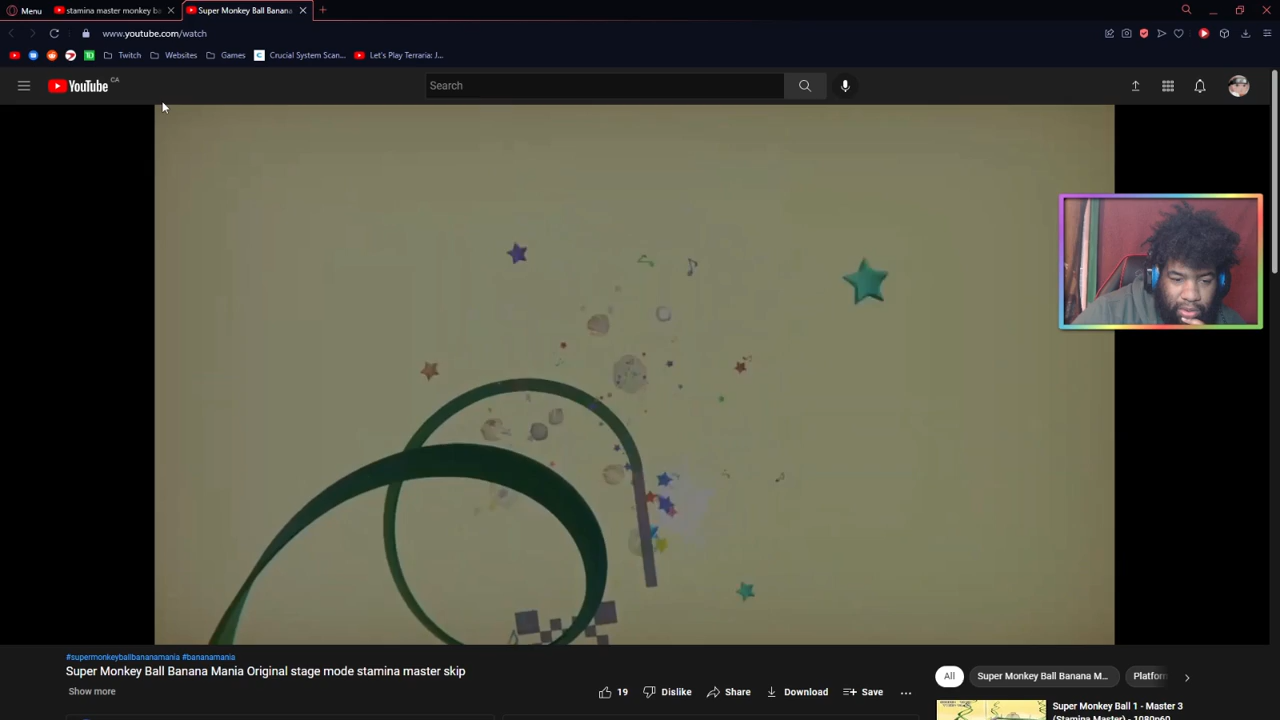 Menu
stamina master monkey ba
Super Monkey Ball Banana
www.youtube.com/watch
Twitch
Websites
Games
Crucial System Scan...
Let's Play Terraria: J...
YouTube CA
Search
#supermonkeyballbananamania #bananamania
Super Monkey Ball Banana Mania Original stage mode stamina master skip
Show more
19
Dislike
Share
Download
Save
All
Super Monkey Ball Banana M...
Platform
Super Monkey Ball 1 - Master 3
(Stamina Master) - 1080p60